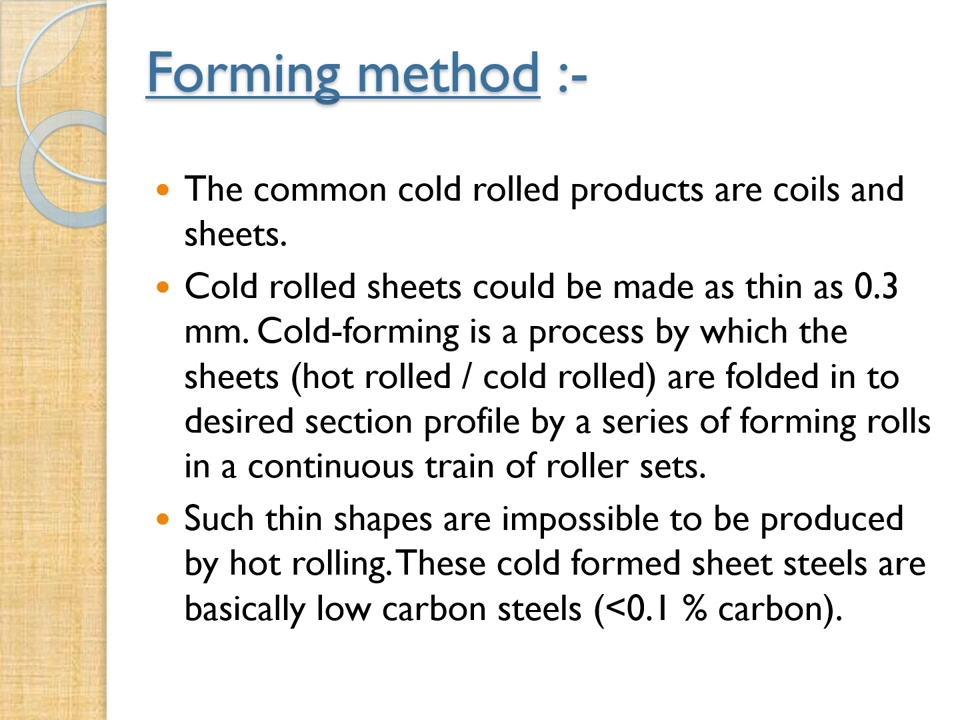 Forming method :-
• The common cold rolled products are coils and
sheets.
• Cold rolled sheets could be made as thin as 0.3
mm. Cold-forming is a process by which the
sheets (hot rolled / cold rolled) are folded in to
desired section profile by a series of forming rolls
in a continuous train of roller sets.
• Such thin shapes are impossible to be produced
by hot rolling. These cold formed sheet steels are
basically low carbon steels (<0.1 % carbon).